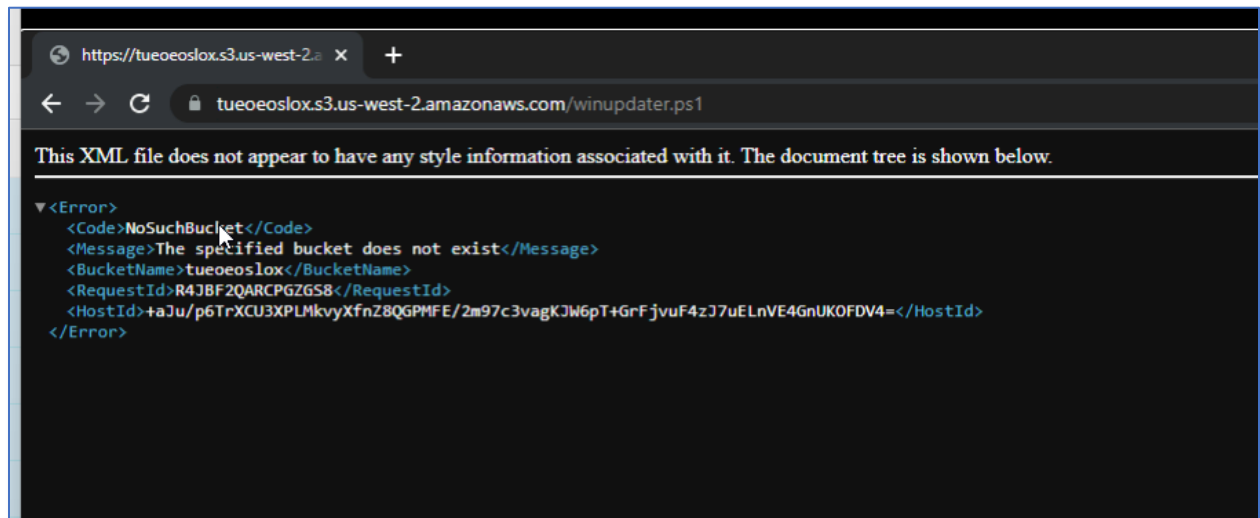 https://tueoeoslox.s3.us-west-2.a
tueoeoslox.s3.us-west-2.amazonaws.com/winupdater.ps1
This XML file does not appear to have any style information associated with it. The document tree is shown below.
▼<Error>
<Code>NoSuchBucket</Code>
<Message>The specified bucket does not exist</Message>
<BucketName>tueoeoslox</BucketName>
<RequestId>R4JBF2QARCPGZGS8</RequestId>
<HostId>+aJu/p6TrXCU3XPLMkvyXfnZ8QGPMFE/2m97c3vagKJW6pT+GrFjvuF4zJ7uELnVE4GnUKOFDV4=</HostId>
</Error>